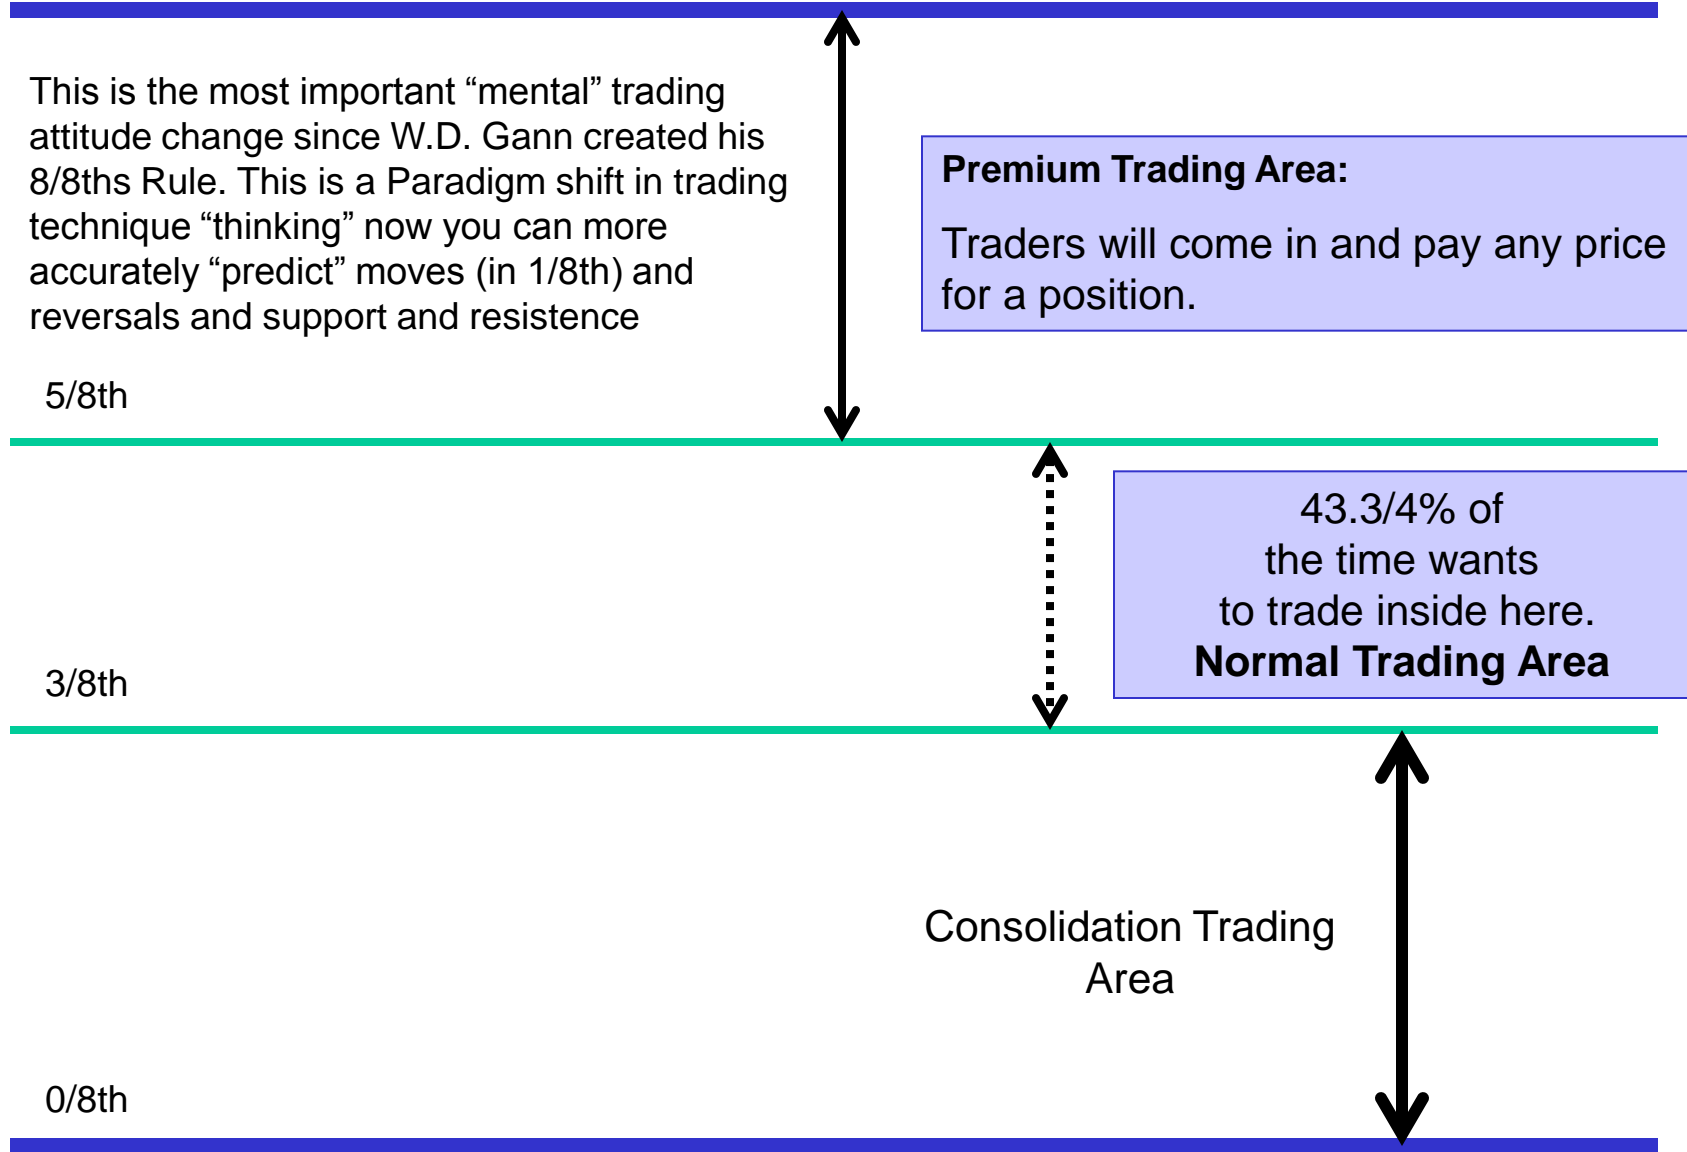 This is the most important “mental” trading
attitude change since W.D. Gann created his
8/8ths Rule. This is a Paradigm shift in trading
technique “thinking” now you can more
accurately “predict” moves (in 1/8th) and
reversals and support and resistence
Premium Trading Area:
Traders will come in and pay any price
for a position.
5/8th
43.3/4% of
the time wants
to trade inside here.
Normal Trading Area
3/8th
Consolidation Trading
Area
0/8th